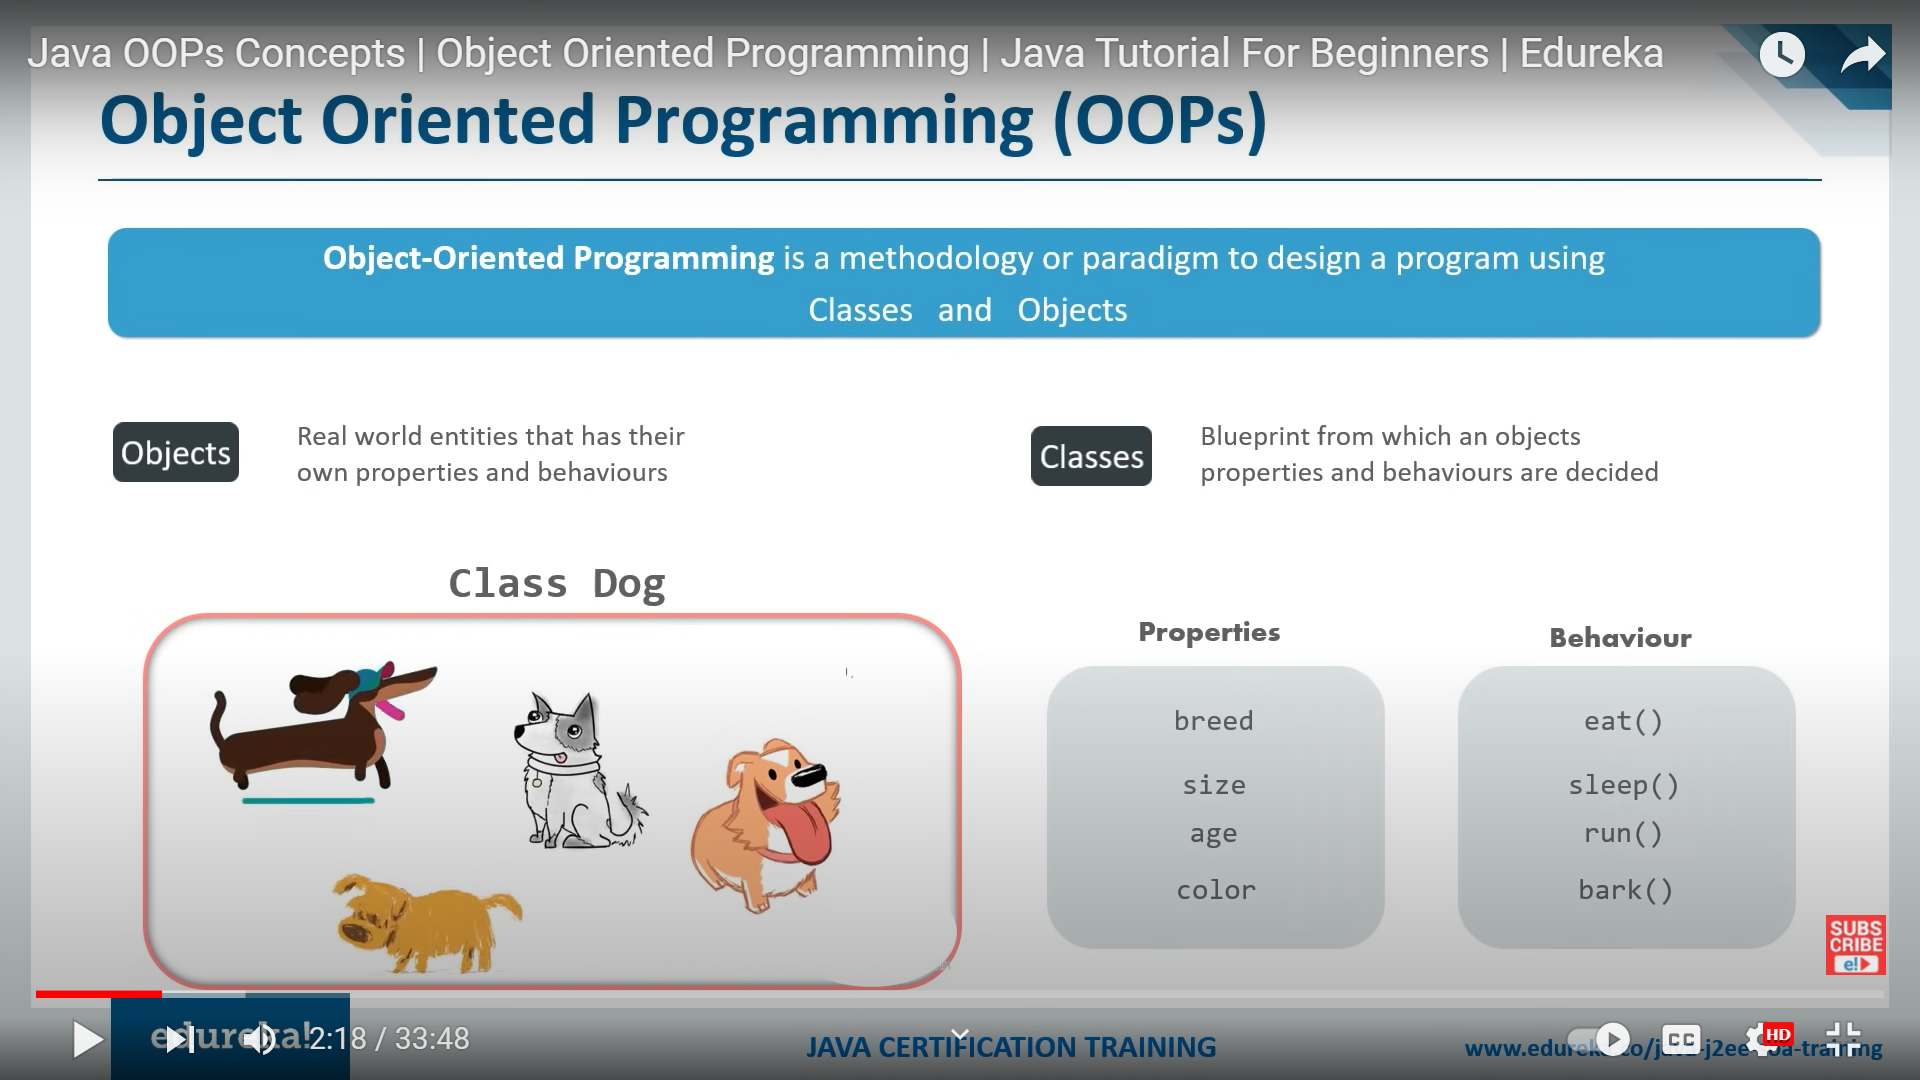 Java OOPs Concepts | Object Oriented Programming | Java Tutorial For Beginners | Edureka
Object Oriented Programming (OOPs)
Object-Oriented Programming is a methodology or paradigm to design a program using
Classes and Objects
Objects
Real world entities that has their
own properties and behaviours
Classes
Blueprint from which an objects
properties and behaviours are decided
Class Dog
Properties
breed
size
age
color
Behaviour
eat()
sleep()
run()
bark()
SUBS
CRIBE
e!
edureka!
2:18 / 33:48
JAVA CERTIFICATION TRAINING
CC
HD